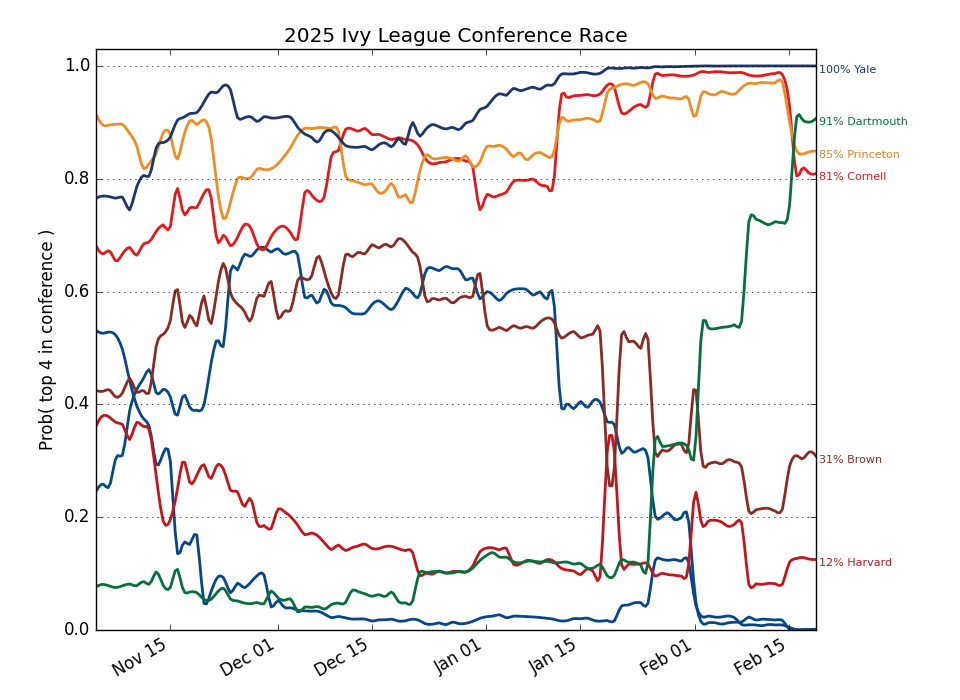 2025 Ivy League Conference Race
Prob( top 4 in conference )
1.0
0.8
0.6
0.4
0.2
0.0
Nov 15
Dec 01
Dec 15
Jan 01
Jan 15
Feb 01
Feb 15
100% Yale
91% Dartmouth
85% Princeton
81% Cornell
31% Brown
12% Harvard